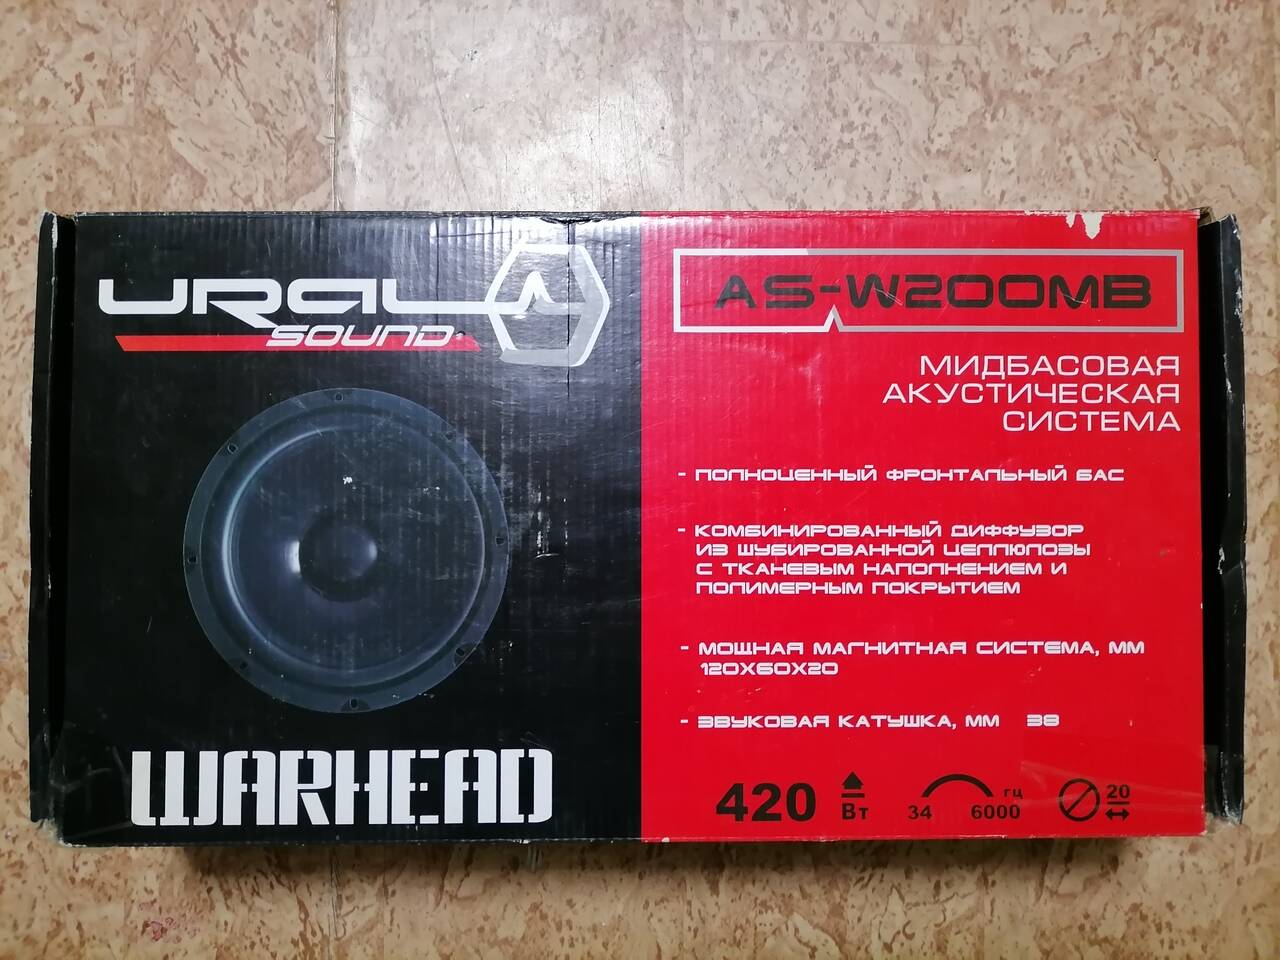 URAL
SOUND
WARHEAD
AS-W200MB
МИДБАСОВАЯ
АКУСТИЧЕСКАЯ
СИСТЕМА
- ПОЛНОЦЕННЫЙ ФРОНТАЛЬНЫЙ БАС
- КОМБИНИРОВАННЫЙ ДИФФУЗОР
ИЗ ШУБИРОВАННОЙ ЦЕЛЛЮЛОЗЫ
С ТКАНЕВЫМ НАПОЛНЕНИЕМ И
ПОЛИМЕРНЫМ ПОКРЫТИЕМ
- МОЩНАЯ МАГНИТНАЯ СИСТЕМА, ММ
120X60X20
- ЗВУКОВАЯ КАТУШКА, ММ 38
420 Вт 34 6000 гц 20